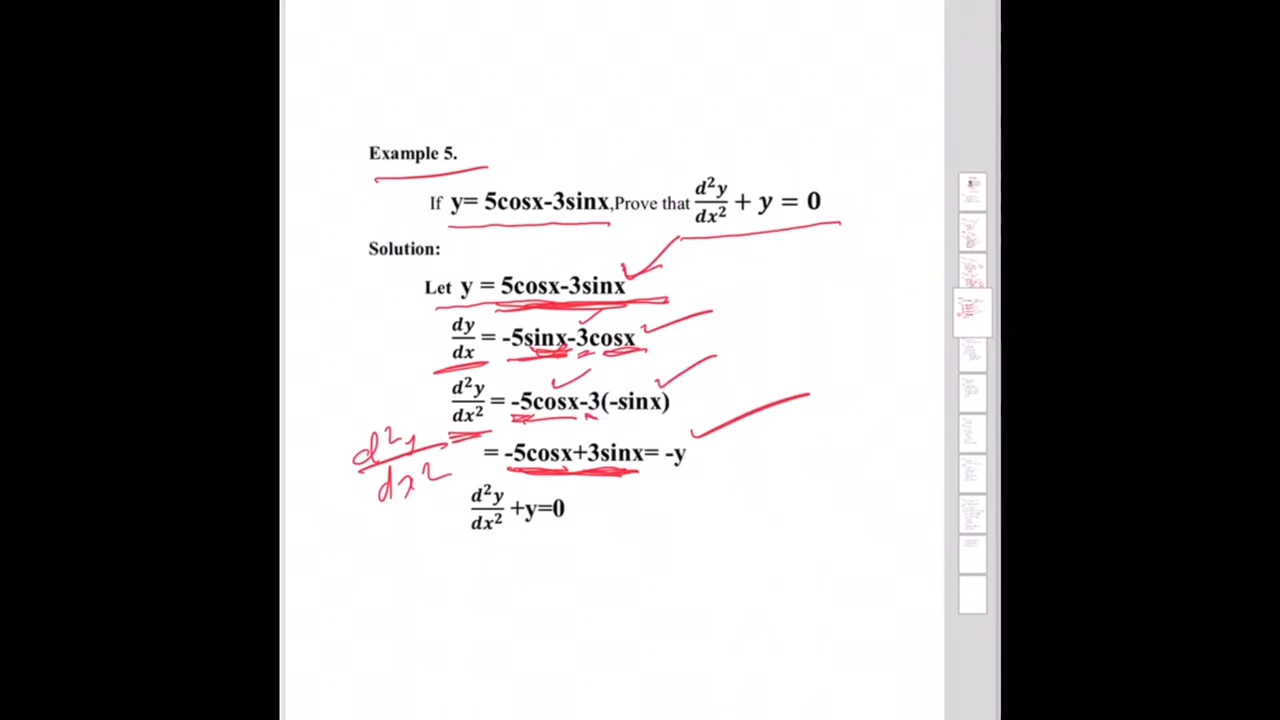 Example 5.
If y= 5cosx-3sinx,Prove that d²y/dx² + y = 0
Solution:
Let y = 5cosx-3sinx
dy/dx = -5sinx-3cosx
d²y/dx² = -5cosx-3(-sinx)
= -5cosx+3sinx= -y
d²y/dx²
d²y/dx² +y=0